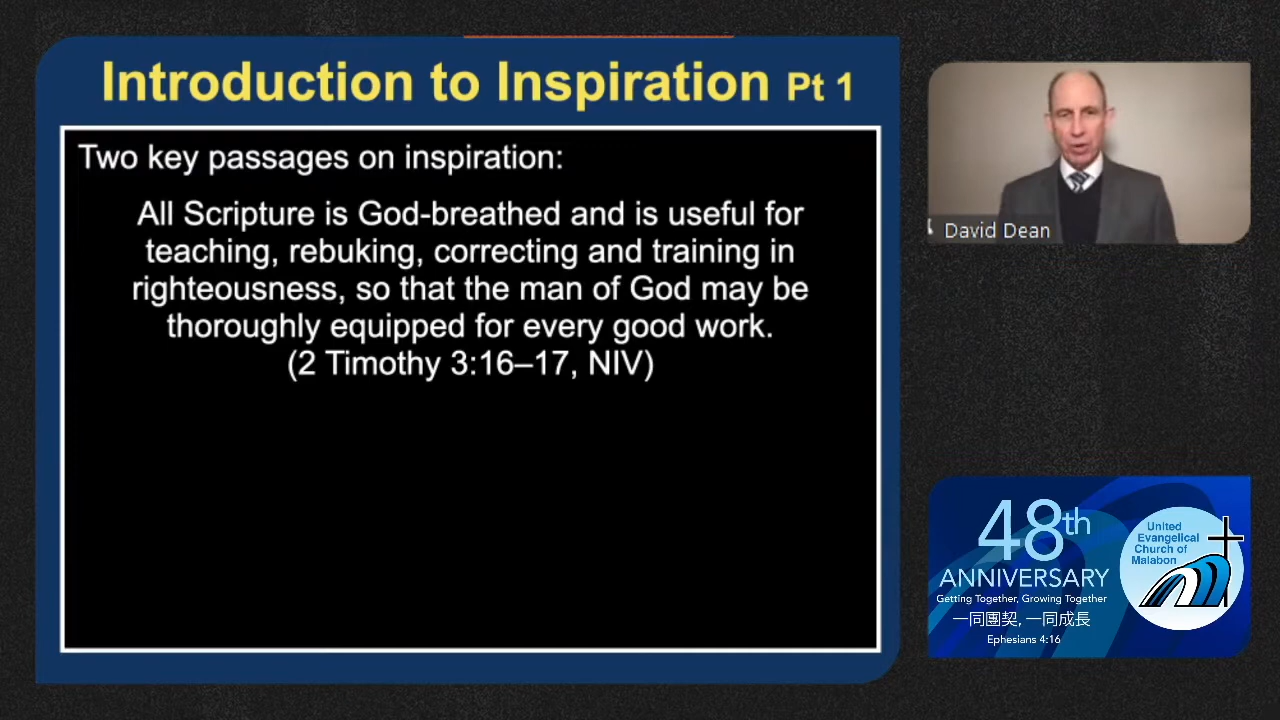 Introduction to Inspiration Pt 1
Two key passages on inspiration:
All Scripture is God-breathed and is useful for
teaching, rebuking, correcting and training in
righteousness, so that the man of God may be
thoroughly equipped for every good work.
(2 Timothy 3:16–17, NIV)
David Dean
48th
ANNIVERSARY
Getting Together, Growing Together
一同團契, 一同成長
Ephesians 4:16
United
Evangelical
Church of
Malabon